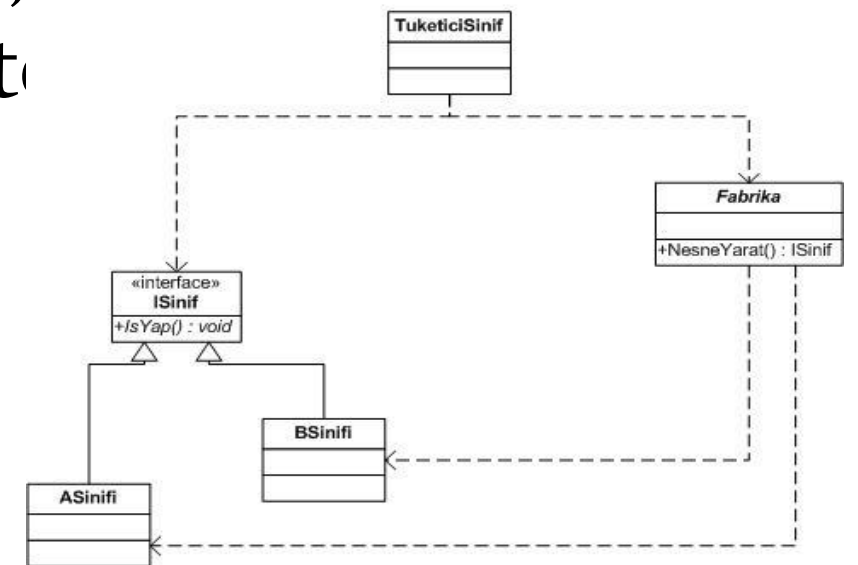 TuketiciSinif
Fabrika
+NesneYarat() : ISinif
«interface»
ISinif
+IsYap() : void
BSinifi
ASinifi